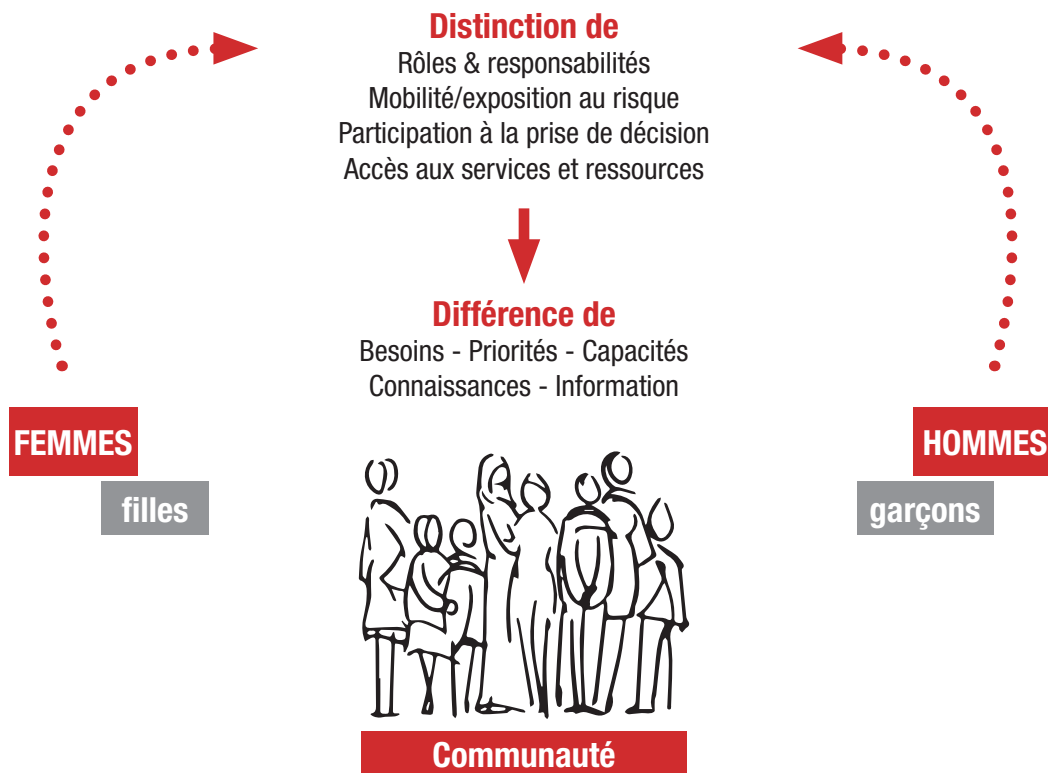 Distinction de
Rôles & responsabilités
Mobilité/exposition au risque
Participation à la prise de décision
Accès aux services et ressources
Différence de
Besoins - Priorités - Capacités
Connaissances - Information
FEMMES
filles
HOMMES
garçons
Communauté